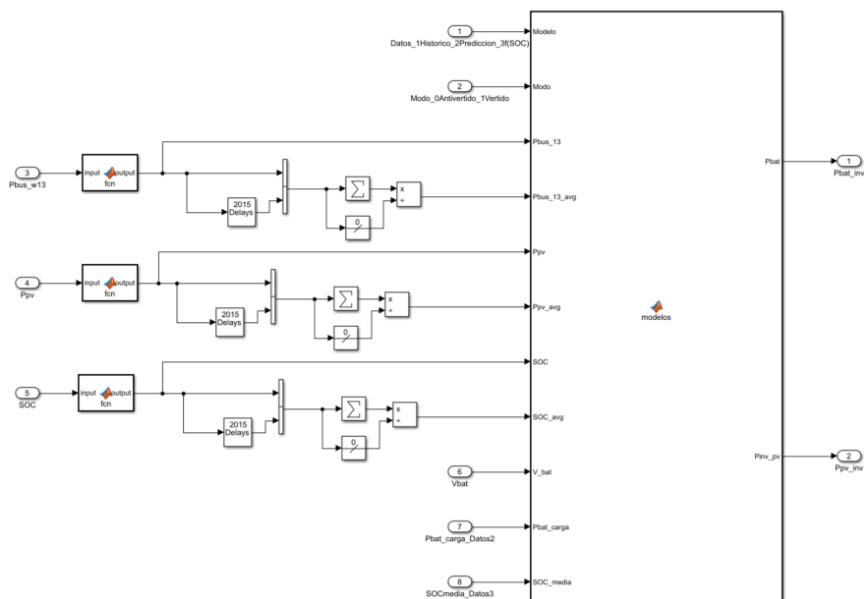 1
Datos_1Historico_2Prediccion_3f(SOC)
Modelo
2
Modo_0Antivertido_1Vertido
Modo
3
Pbus_w13
input output
fcn
2015
Delays
Σ
0
x
÷
Pbus_13
Pbus_13_avg
4
Ppv
input output
fcn
2015
Delays
Σ
0
x
÷
Ppv
Ppv_avg
5
SOC
input output
fcn
2015
Delays
Σ
0
x
÷
SOC
SOC_avg
6
Vbat
V_bat
7
Pbat_carga_Datos2
Pbat_carga
8
SOCmedia_Datos3
SOC_media
modelos
Pbat
1
Pbat_inv
Pinv_pv
2
Ppv_inv